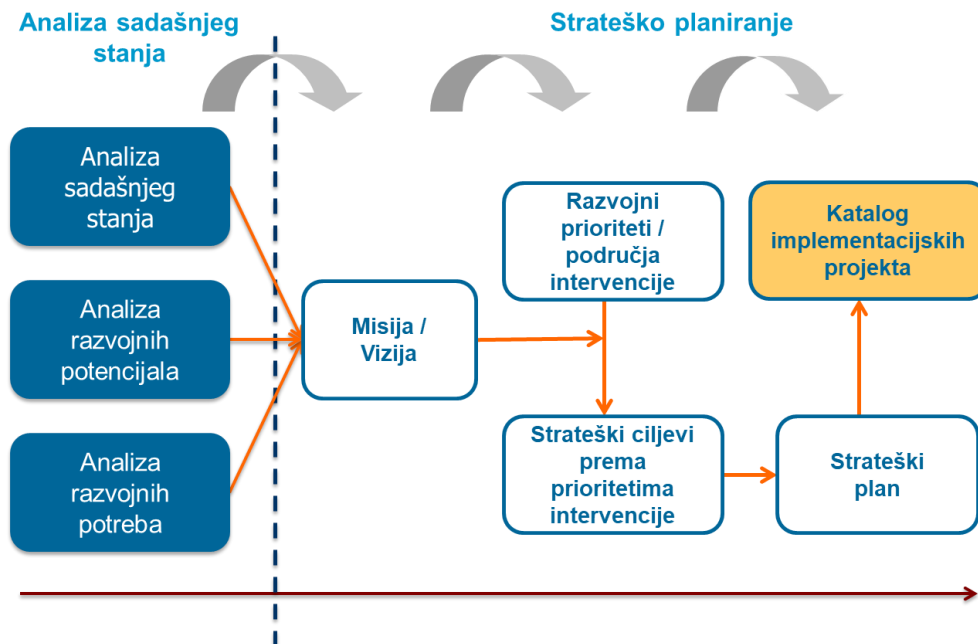 Analiza sadašnjeg
stanja
Strateško planiranje
Analiza
sadašnjeg
stanja
Analiza
razvojnih
potencijala
Analiza
razvojnih
potreba
Misija /
Vizija
Razvojni
prioriteti /
područja
intervencije
Strateški ciljevi
prema
prioritetima
intervencije
Katalog
implementacijskih
projekta
Strateški
plan